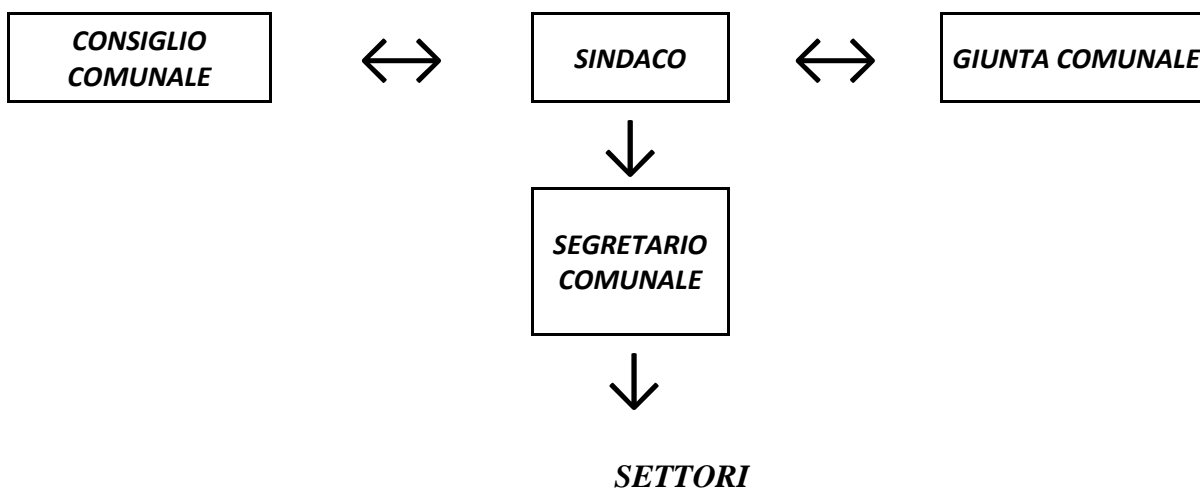 CONSIGLIO
COMUNALE
SINDACO
GIUNTA COMUNALE
SEGRETARIO
COMUNALE
SETTORI